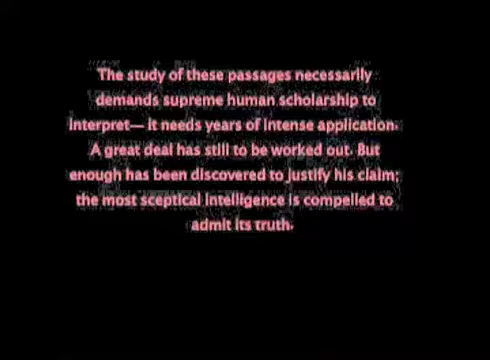 The study of these passages necessarily
demands supreme human scholarship to
interpret— it needs years of intense application.
A great deal has still to be worked out. But
enough has been discovered to justify his claim;
the most sceptical intelligence is compelled to
admit its truth.